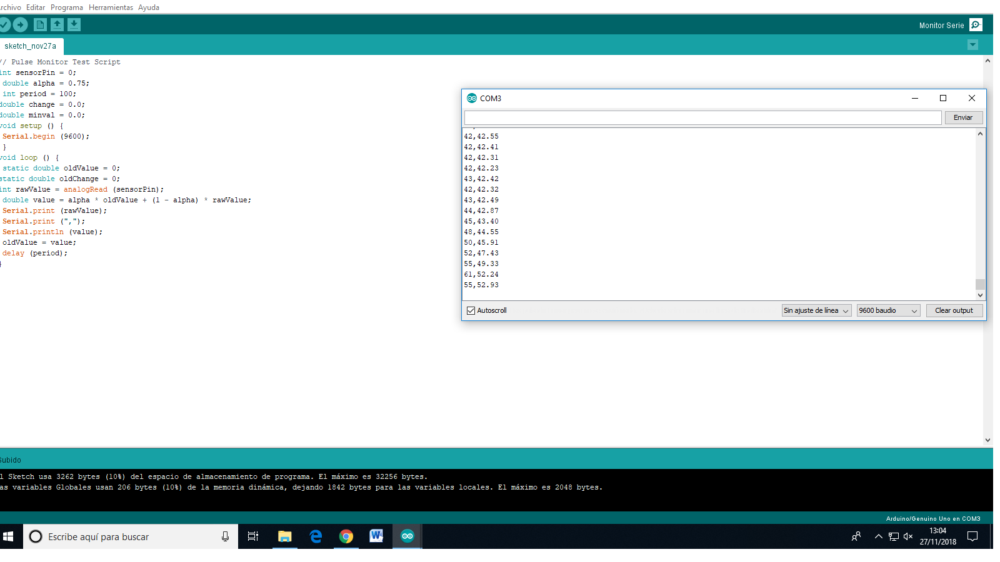 rchivo Editar Programa Herramientas Ayuda
Monitor Serie
sketch_nov27a
// Pulse Monitor Test Script
int sensorPin = 0;
double alpha = 0.75;
int period = 100;
double change = 0.0;
double minval = 0.0;
void setup () {
Serial.begin (9600);
}
void loop () {
static double oldValue = 0;
static double oldChange = 0;
int rawValue = analogRead (sensorPin);
double value = alpha * oldValue + (1 - alpha) * rawValue;
Serial.print (rawValue);
Serial.print (",");
Serial.println (value);
oldValue = value;
delay (period);
}
COM3
Enviar
42,42.55
42,42.41
42,42.31
42,42.23
43,42.42
42,42.32
43,42.49
44,42.87
45,43.40
48,44.55
50,45.91
52,47.43
55,49.33
61,52.24
55,52.93
Autoscroll
Sin ajuste de línea
9600 baudio
Clear output
Subido
l Sketch usa 3262 bytes (10%) del espacio de almacenamiento de programa. El máximo es 32256 bytes.
as variables Globales usan 206 bytes (10%) de la memoria dinámica, dejando 1842 bytes para las variables locales. El máximo es 2048 bytes.
Arduino/Genuino Uno en COM3
Escribe aquí para buscar
13:04
27/11/2018